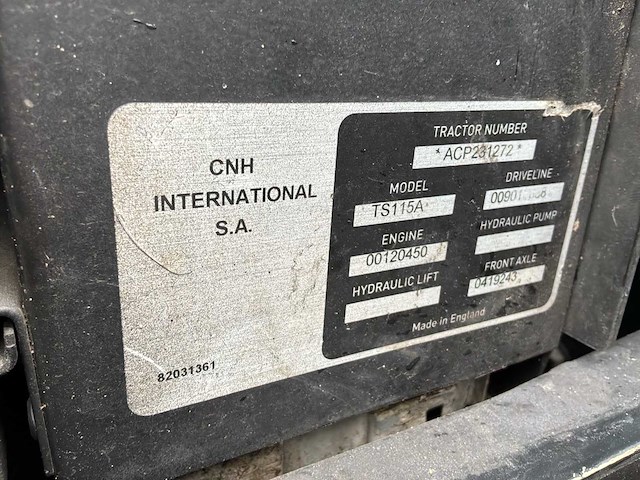 CNH
INTERNATIONAL
S.A.
82031361
TRACTOR NUMBER
*ACP231272*
MODEL
*TS115A*
DRIVELINE
ENGINE
00120450
HYDRAULIC PUMP
HYDRAULIC LIFT
FRONT AXLE
0419243
Made in England